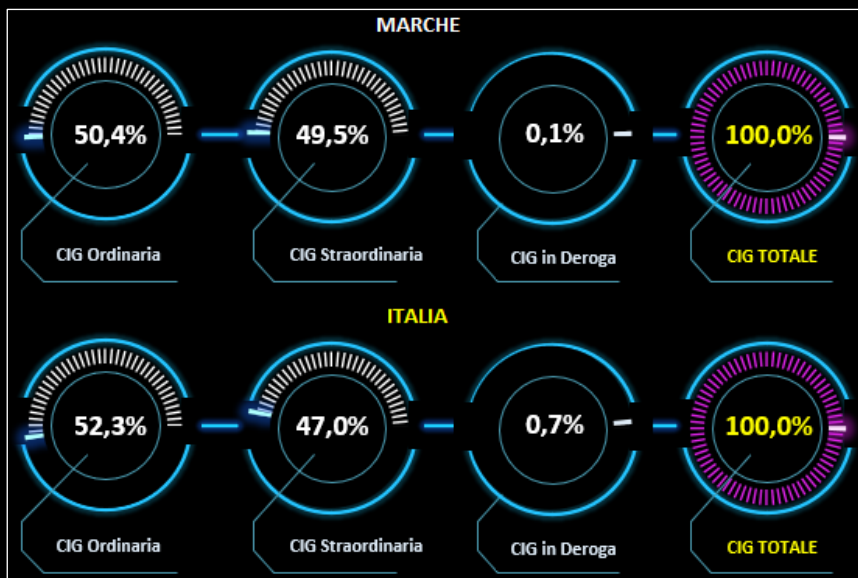 MARCHE
50,4% 49,5% 0,1% 100,0%
CIG Ordinaria CIG Straordinaria CIG in Deroga CIG TOTALE
ITALIA
52,3% 47,0% 0,7% 100,0%
CIG Ordinaria CIG Straordinaria CIG in Deroga CIG TOTALE